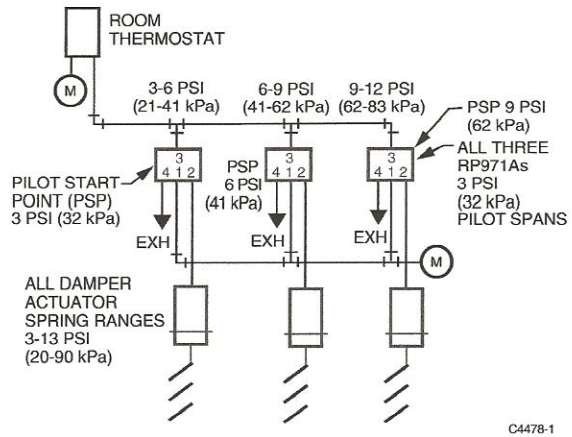 ROOM
THERMOSTAT
M
3-6 PSI
(21-41 kPa)
6-9 PSI
(41-62 kPa)
9-12 PSI
(62-83 kPa)
PSP 9 PSI
(62 kPa)
ALL THREE
RP971As
3 PSI
(32 kPa)
PILOT SPANS
3
4 1 2
PSP
6 PSI
(41 kPa)
3
4 1 2
3
4 1 2
PILOT START
POINT (PSP)
3 PSI (32 kPa)
EXH
EXH
EXH
M
ALL DAMPER
ACTUATOR
SPRING RANGES
3-13 PSI
(20-90 kPa)
C4478-1